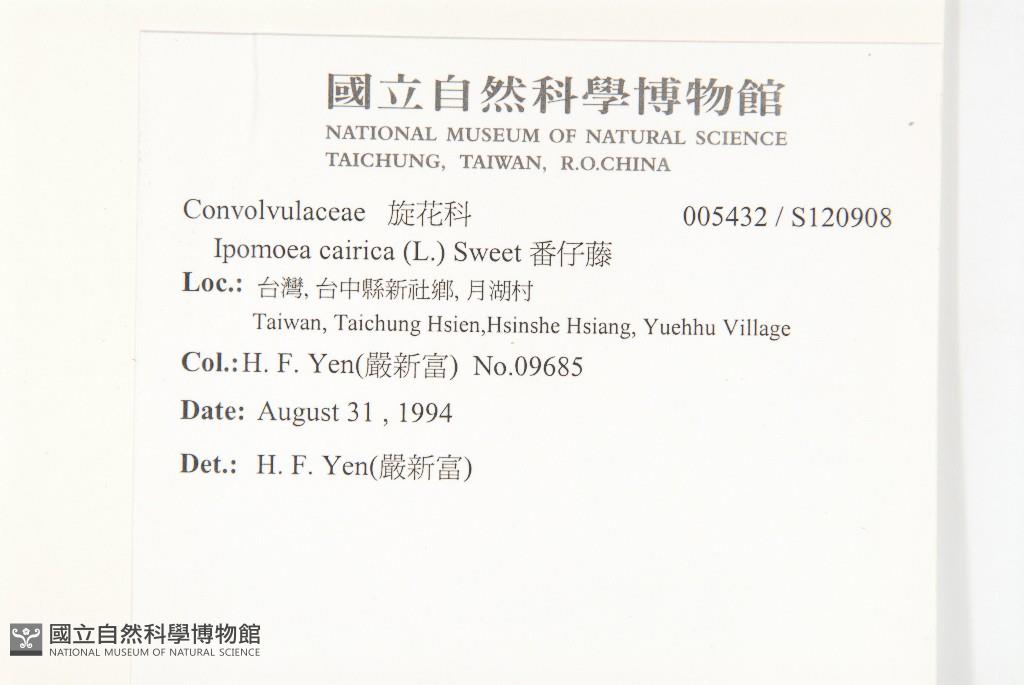 國立自然科學博物館
NATIONAL MUSEUM OF NATURAL SCIENCE
TAICHUNG, TAIWAN, R.O.CHINA
Convolvulaceae 旋花科 005432 / S120908
Ipomoea cairica (L.) Sweet 番仔藤
Loc.: 台灣, 台中縣新社鄉, 月湖村
Taiwan, Taichung Hsien,Hsinshe Hsiang, Yuehhu Village
Col.:H. F. Yen(嚴新富) No.09685
Date: August 31 , 1994
Det.: H. F. Yen(嚴新富)
國立自然科學博物館
NATIONAL MUSEUM OF NATURAL SCIENCE